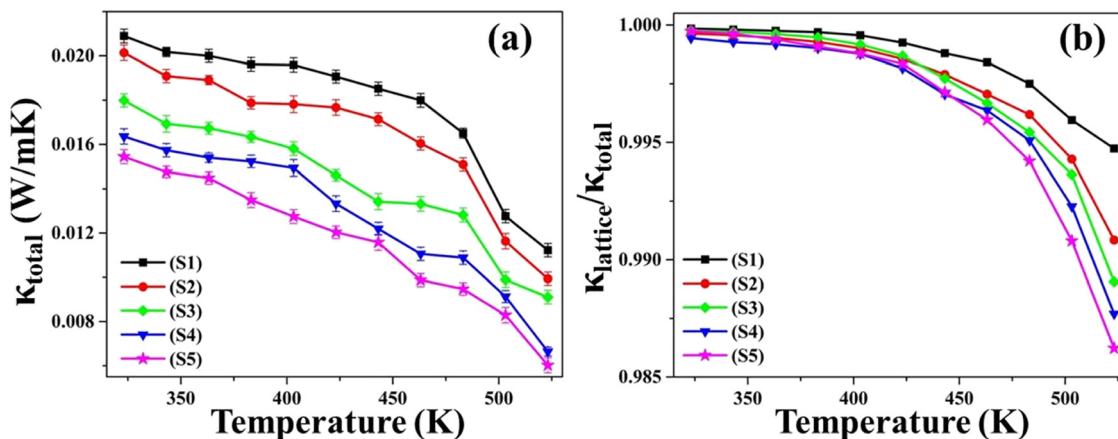 (a)
κtotal (W/mK)
0.020
0.016
0.012
0.008
(S1)
(S2)
(S3)
(S4)
(S5)
350
400
450
500
Temperature (K)
(b)
κlattice/κtotal
1.000
0.995
0.990
0.985
(S1)
(S2)
(S3)
(S4)
(S5)
350
400
450
500
Temperature (K)